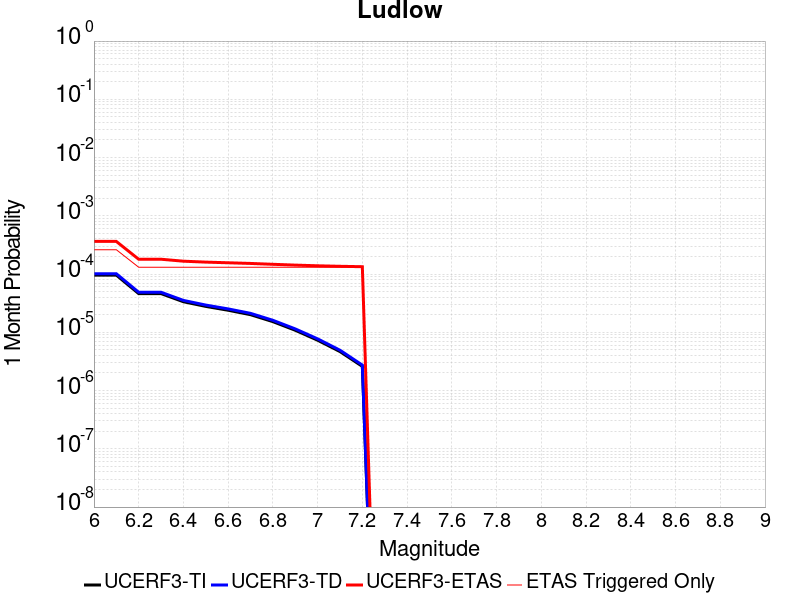 Ludlow
10^0
10^-1
10^-2
10^-3
10^-4
10^-5
10^-6
10^-7
10^-8
1 Month Probability
6 6.2 6.4 6.6 6.8 7 7.2 7.4 7.6 7.8 8 8.2 8.4 8.6 8.8 9
Magnitude
UCERF3-TI UCERF3-TD UCERF3-ETAS ETAS Triggered Only